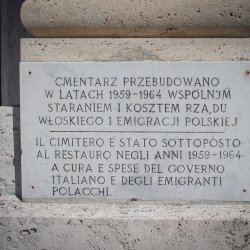 CMENTARZ PRZEBUDOWANO
W LATACH 1959-1964 WSPÓLNYM
STARANIEM I KOSZTEM RZĄDU
WŁOSKIEGO I EMIGRACJI POLSKIEJ
IL CIMITERO E STATO SOTTOPOSTO
AL RESTAURO NEGLI ANNI 1959-1964
A CURA E SPESE DEL GOVERNO
ITALIANO E DEGLI EMIGRANTI
POLACCHI.